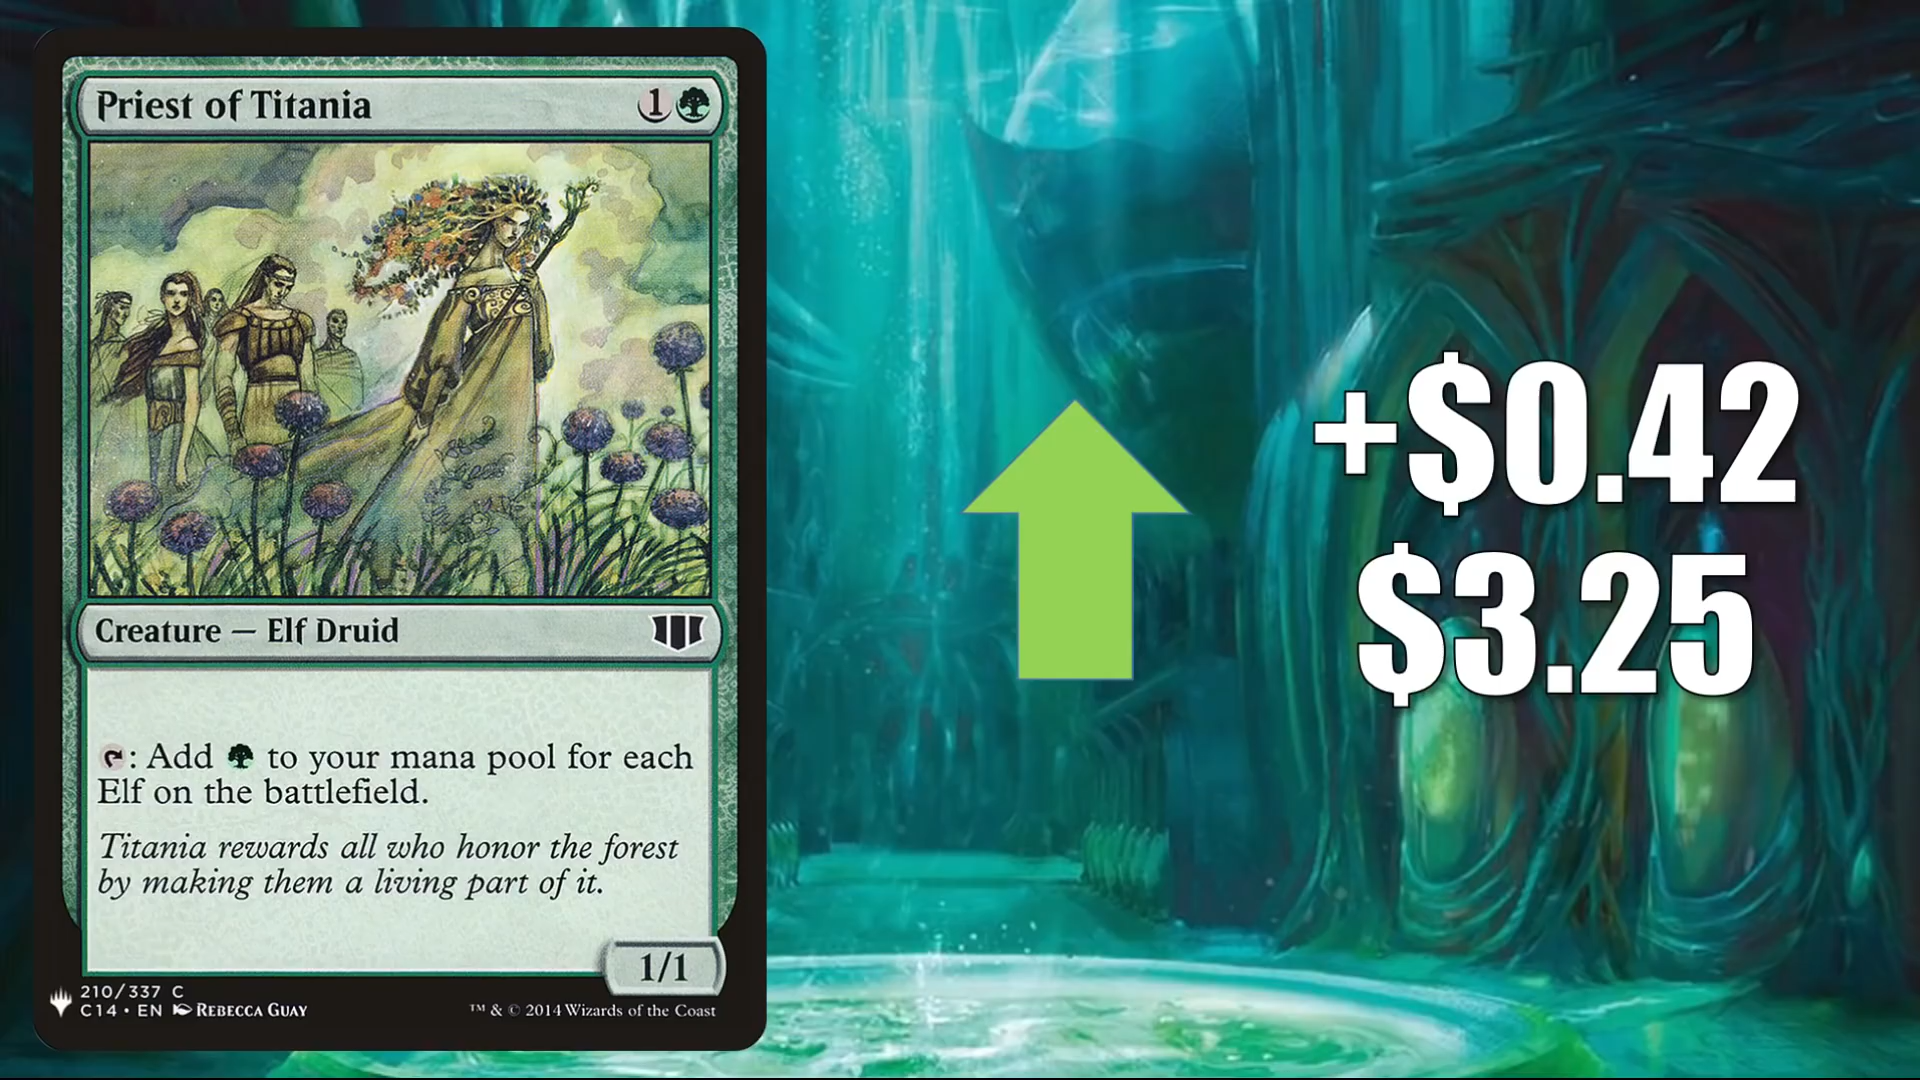 Priest of Titania 1
Creature — Elf Druid
: Add to your mana pool for each
Elf on the battlefield.
Titania rewards all who honor the forest
by making them a living part of it.
1/1
210/337 C
C14 • EN Rebecca Guay
™ & © 2014 Wizards of the Coast
+$0.42
$3.25